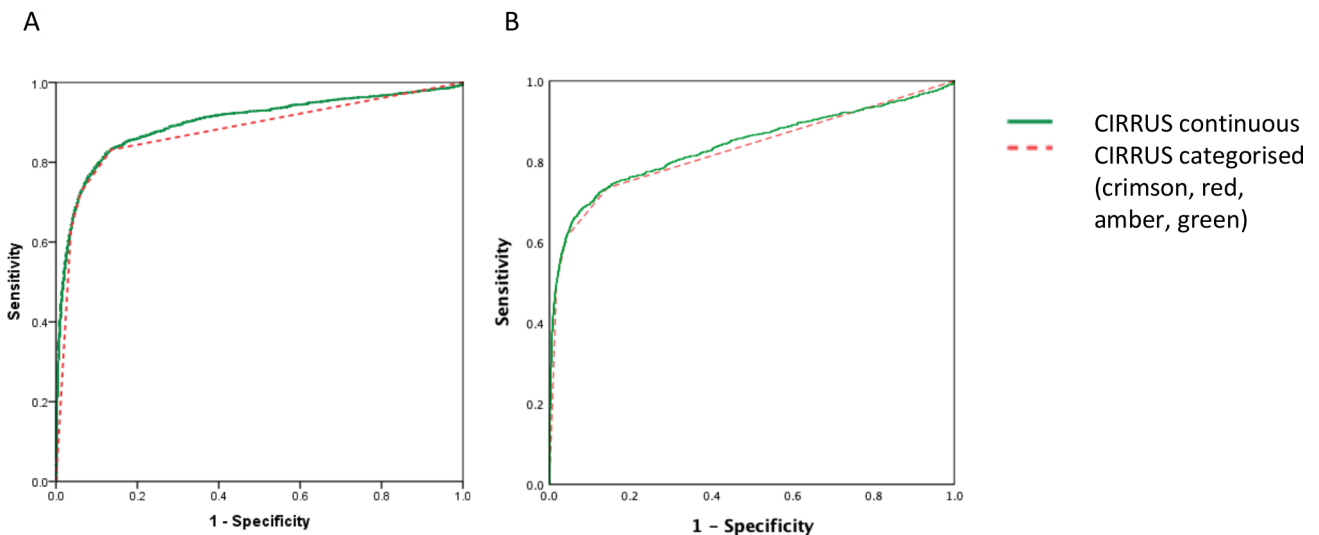 A
B
1.0
0.8
0.6
0.4
0.2
0.0
0.0 0.2 0.4 0.6 0.8 1.0
Sensitivity
1 - Specificity
1.0
0.8
0.6
0.4
0.2
0.0
0.0 0.2 0.4 0.6 0.8 1.0
Sensitivity
1 – Specificity
CIRRUS continuous
CIRRUS categorised
(crimson, red,
amber, green)